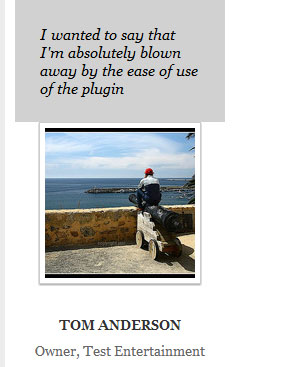 I wanted to say that
I'm absolutely blown
away by the ease of use
of the plugin
TOM ANDERSON
Owner, Test Entertainment